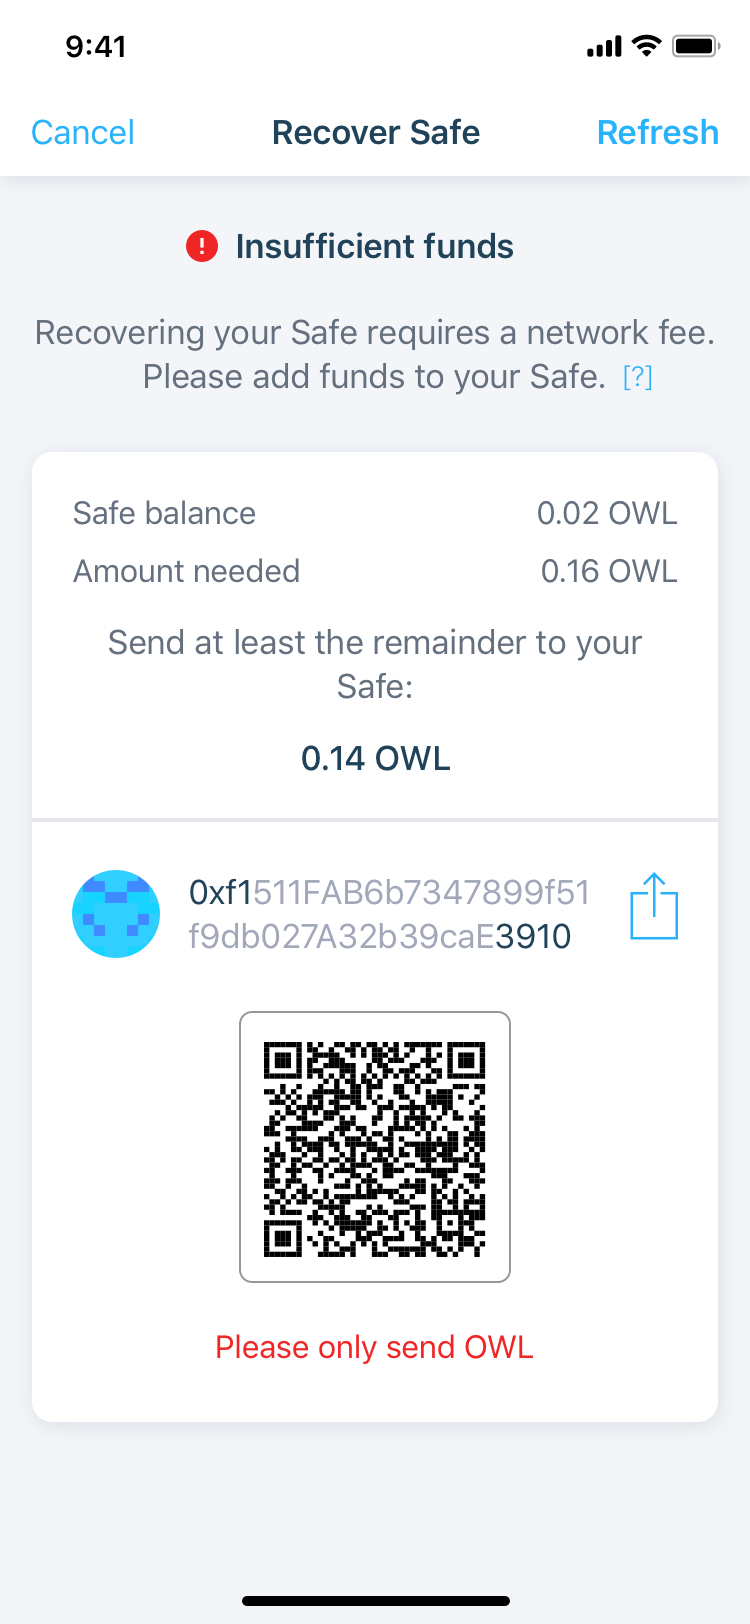 9:41
Cancel
Recover Safe
Refresh
! Insufficient funds
Recovering your Safe requires a network fee.
Please add funds to your Safe. [?]
Safe balance 0.02 OWL
Amount needed 0.16 OWL
Send at least the remainder to your
Safe:
0.14 OWL
0xf1511FAB6b7347899f51
f9db027A32b39caE3910
Please only send OWL